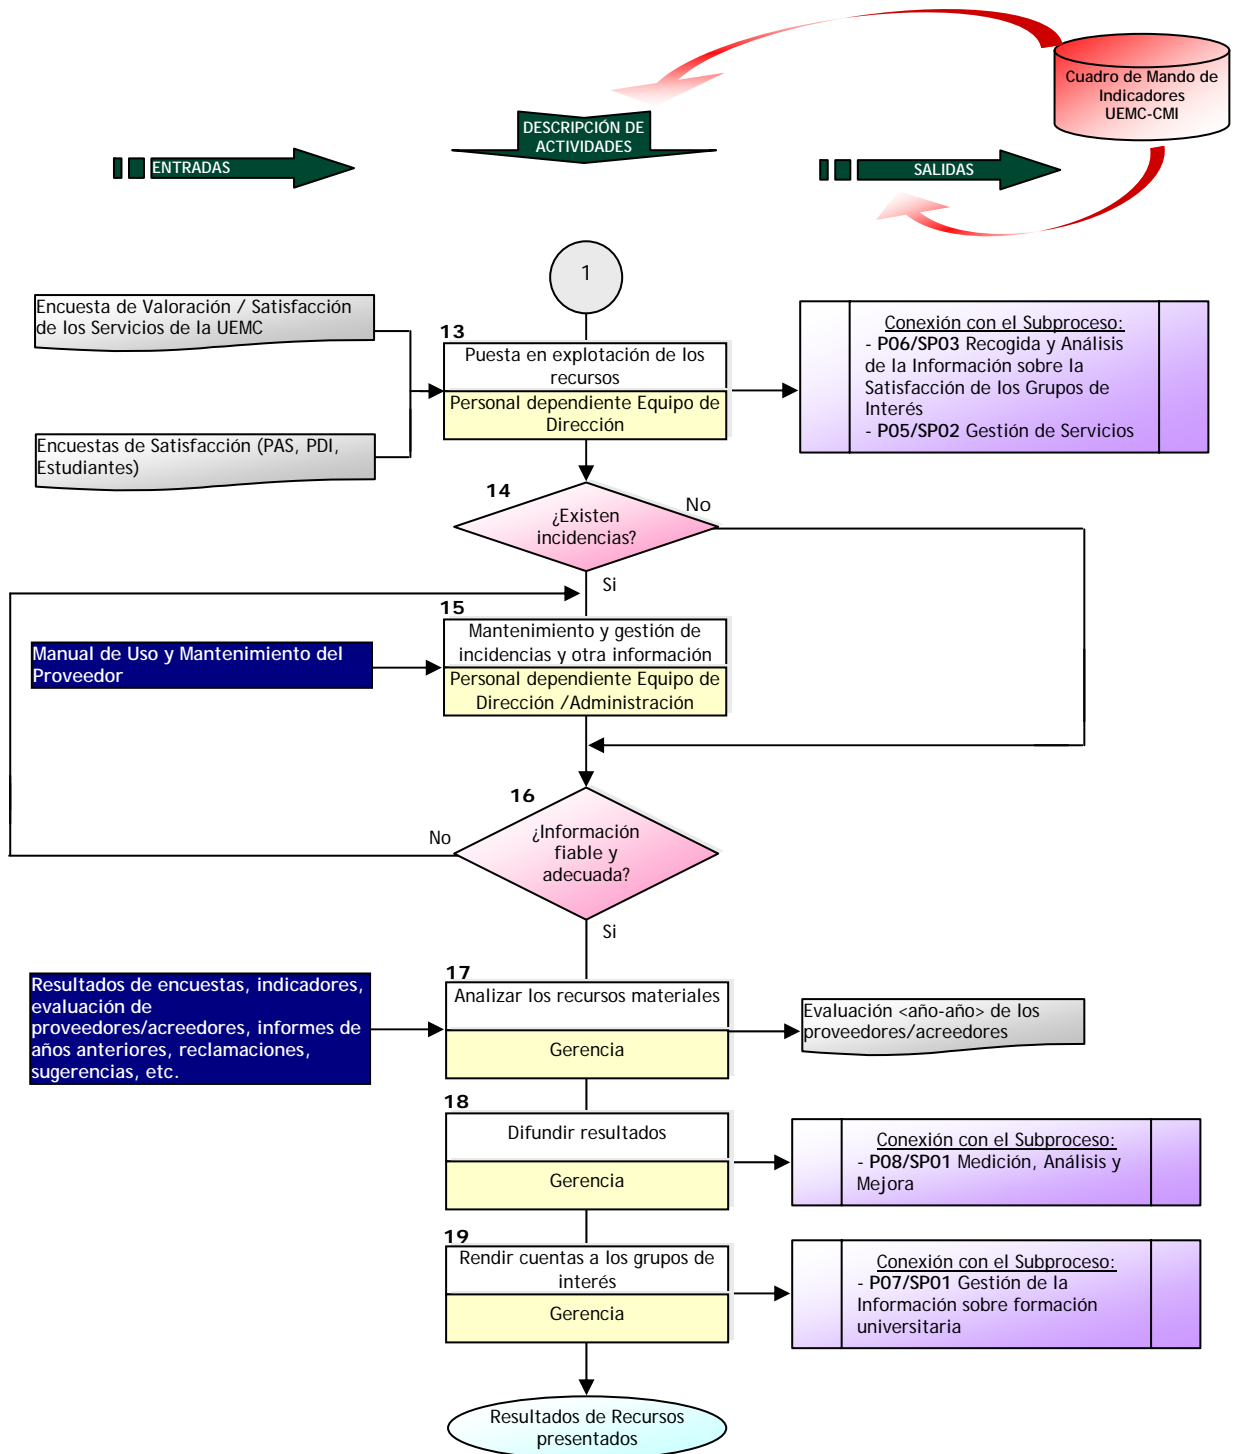 Cuadro de Mando de
Indicadores
UEMC-CMI
DESCRIPCIÓN DE
ACTIVIDADES
ENTRADAS
SALIDAS
1
Encuesta de Valoración / Satisfacción
de los Servicios de la UEMC
Encuestas de Satisfacción (PAS, PDI,
Estudiantes)
13
Puesta en explotación de los
recursos
Personal dependiente Equipo de
Dirección
Conexión con el Subproceso:
- P06/SP03 Recogida y Análisis
de la Información sobre la
Satisfacción de los Grupos de
Interés
- P05/SP02 Gestión de Servicios
14
¿Existen
incidencias?
No
Si
15
Mantenimiento y gestión de
incidencias y otra información
Personal dependiente Equipo de
Dirección /Administración
Manual de Uso y Mantenimiento del
Proveedor
16
¿Información
fiable y
adecuada?
No
Si
Resultados de encuestas, indicadores,
evaluación de
proveedores/acreedores, informes de
años anteriores, reclamaciones,
sugerencias, etc.
17
Analizar los recursos materiales
Gerencia
Evaluación <año-año> de los
proveedores/acreedores
18
Difundir resultados
Gerencia
Conexión con el Subproceso:
- P08/SP01 Medición, Análisis y
Mejora
19
Rendir cuentas a los grupos de
interés
Gerencia
Conexión con el Subproceso:
- P07/SP01 Gestión de la
Información sobre formación
universitaria
Resultados de Recursos
presentados